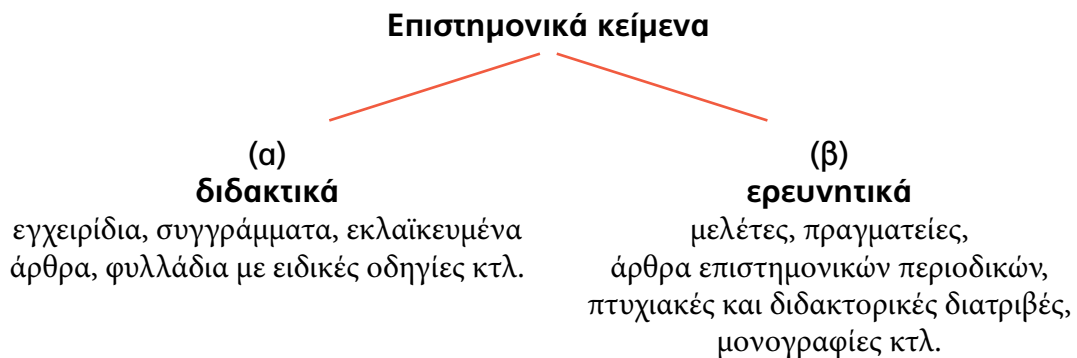 Επιστημονικά κείμενα
(α)
διδακτικά
εγχειρίδια, συγγράμματα, εκλαϊκευμένα
άρθρα, φυλλάδια με ειδικές οδηγίες κτλ.
(β)
ερευνητικά
μελέτες, πραγματείες,
άρθρα επιστημονικών περιοδικών,
πτυχιακές και διδακτορικές διατριβές,
μονογραφίες κτλ.